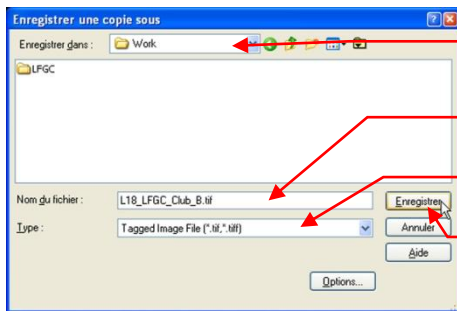 Enregistrer une copie sous
Enregistrer dans :
Work
LFGC
Nom du fichier :
L18_LFGC_Club_B.tif
Enregistrer
Type :
Tagged Image File (*.tif,*.tiff)
Annuler
Aide
Options...